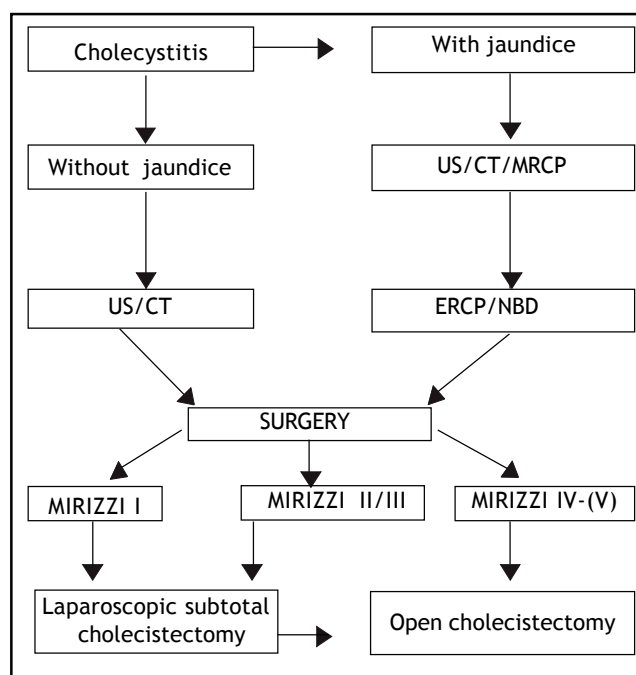 Cholecystitis
With jaundice
Without jaundice
US/CT/MRCP
US/CT
ERCP/NBD
SURGERY
MIRIZZI I
MIRIZZI II/III
MIRIZZI IV-(V)
Laparoscopic subtotal
cholecistectomy
Open cholecistectomy